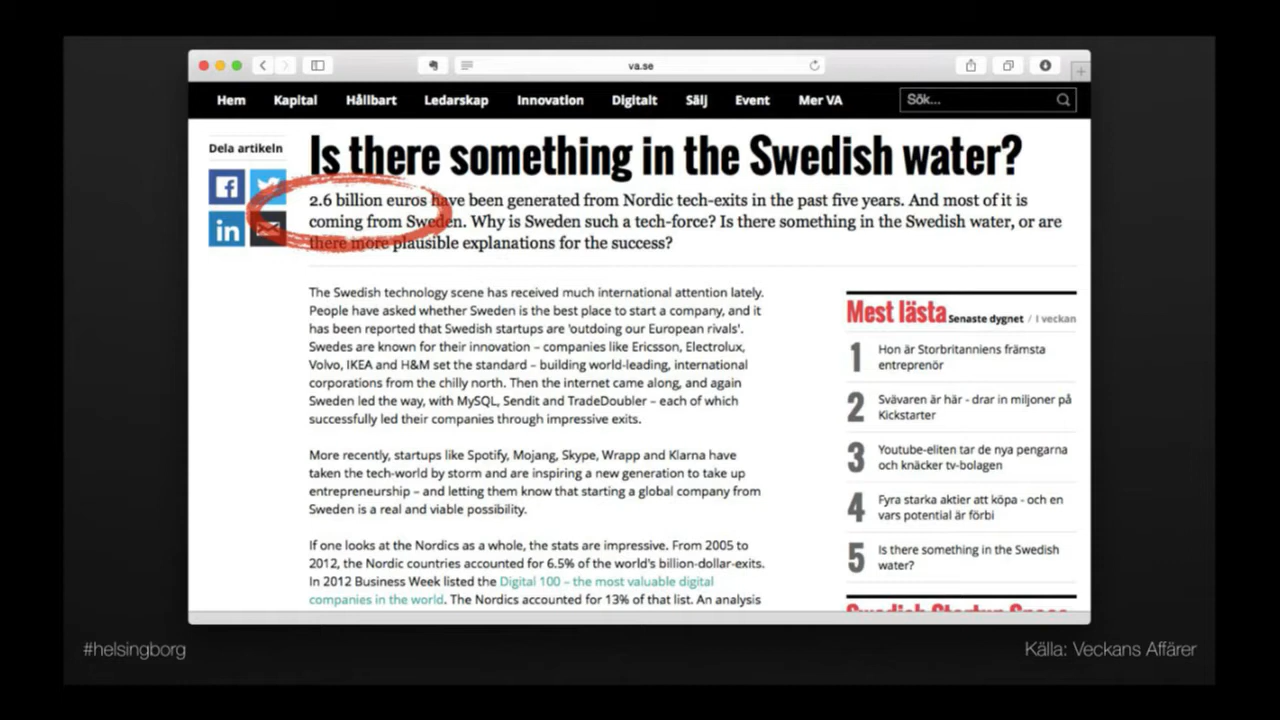 va.se
Hem Kapital Hållbart Ledarskap Innovation Digitalt Sälj Event Mer VA Sök...
Dela artikeln
Is there something in the Swedish water?
2.6 billion euros have been generated from Nordic tech-exits in the past five years. And most of it is
coming from Sweden. Why is Sweden such a tech-force? Is there something in the Swedish water, or are
there more plausible explanations for the success?
The Swedish technology scene has received much international attention lately.
People have asked whether Sweden is the best place to start a company, and it
has been reported that Swedish startups are 'outdoing our European rivals'.
Swedes are known for their innovation – companies like Ericsson, Electrolux,
Volvo, IKEA and H&M set the standard – building world-leading, international
corporations from the chilly north. Then the internet came along, and again
Sweden led the way, with MySQL, Sendit and TradeDoubler – each of which
successfully led their companies through impressive exits.
More recently, startups like Spotify, Mojang, Skype, Wrapp and Klarna have
taken the tech-world by storm and are inspiring a new generation to take up
entrepreneurship – and letting them know that starting a global company from
Sweden is a real and viable possibility.
If one looks at the Nordics as a whole, the stats are impressive. From 2005 to
2012, the Nordic countries accounted for 6.5% of the world's billion-dollar-exits.
In 2012 Business Week listed the Digital 100 – the most valuable digital
companies in the world. The Nordics accounted for 13% of that list. An analysis
Mest lästa Senaste dygnet / I veckan
1 Hon är Storbritanniens främsta
entreprenör
2 Svävaren är här - drar in miljoner på
Kickstarter
3 Youtube-eliten tar de nya pengarna
och knäcker tv-bolagen
4 Fyra starka aktier att köpa - och en
vars potential är förbi
5 Is there something in the Swedish
water?
Swedish Startup Space
#helsingborg
Källa: Veckans Affärer